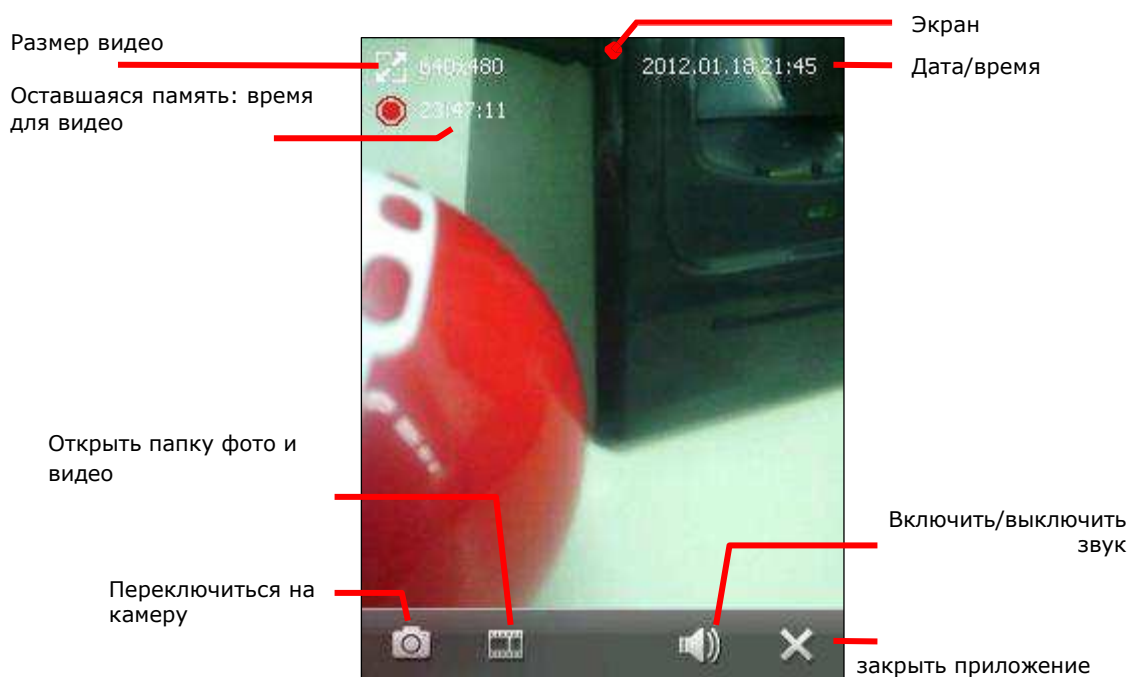 Экран
Размер видео
640x480
2012.01.18 21:45
Дата/время
Оставшаяся память: время
для видео
23:47:11
Открыть папку фото и
видео
Включить/выключить
звук
Переключиться на
камеру
закрыть приложение